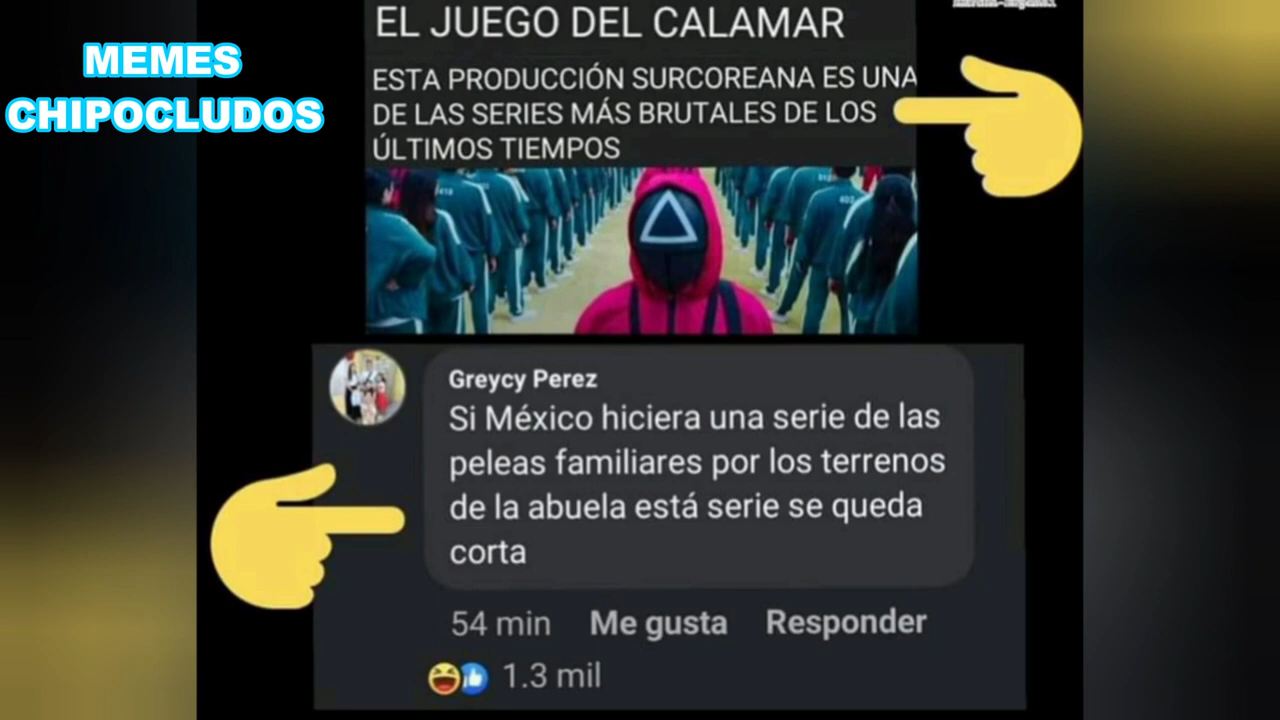 MEMES
CHIPOCLUDOS
EL JUEGO DEL CALAMAR
ESTA PRODUCCIÓN SURCOREANA ES UNA
DE LAS SERIES MÁS BRUTALES DE LOS
ÚLTIMOS TIEMPOS
Greycy Perez
Si México hiciera una serie de las
peleas familiares por los terrenos
de la abuela está serie se queda
corta
54 min Me gusta Responder
1.3 mil